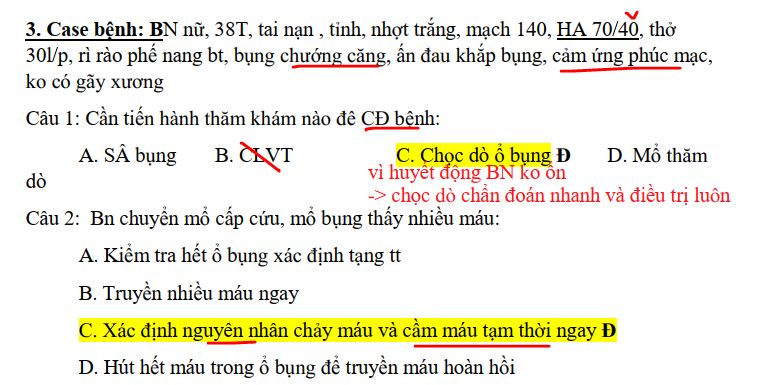 3. Case bệnh: BN nữ, 38T, tai nạn , tỉnh, nhợt trắng, mạch 140, HA 70/40, thở
30l/p, rì rào phế nang bt, bụng chướng căng, ấn đau khắp bụng, cảm ứng phúc mạc,
ko có gãy xương
Câu 1: Cần tiến hành thăm khám nào đê CĐ bệnh:
A. SÂ bụng B. CLVT C. Chọc dò ổ bụng Đ D. Mổ thăm
dò
vì huyết động BN ko ổn
-> chọc dò chẩn đoán nhanh và điều trị luôn
Câu 2: Bn chuyển mổ cấp cứu, mổ bụng thấy nhiều máu:
A. Kiểm tra hết ổ bụng xác định tạng tt
B. Truyền nhiều máu ngay
C. Xác định nguyên nhân chảy máu và cầm máu tạm thời ngay Đ
D. Hút hết máu trong ổ bụng để truyền máu hoàn hồi